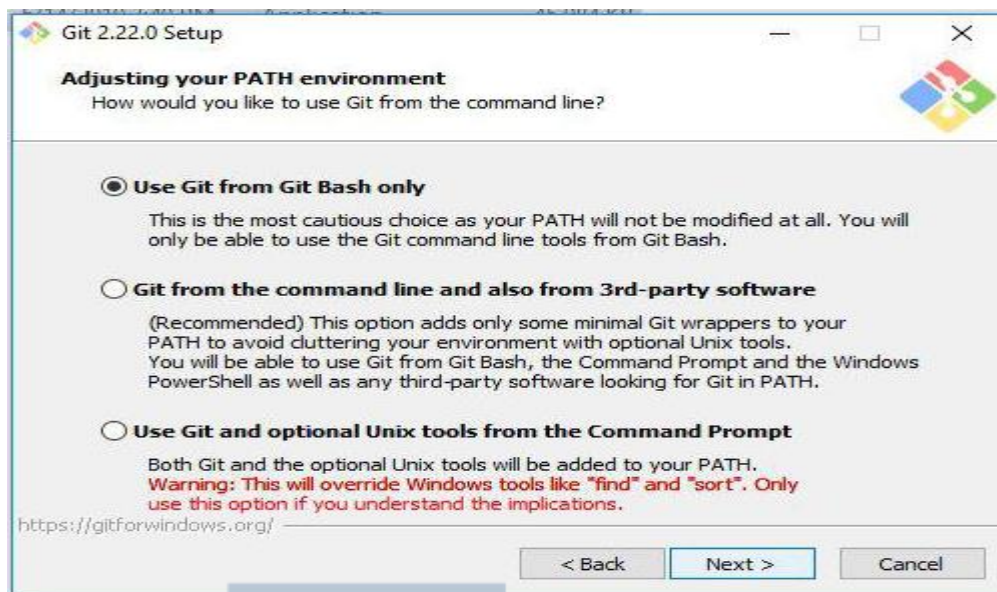 Git 2.22.0 Setup
Adjusting your PATH environment
How would you like to use Git from the command line?
Use Git from Git Bash only
This is the most cautious choice as your PATH will not be modified at all. You will
only be able to use the Git command line tools from Git Bash.
Git from the command line and also from 3rd-party software
(Recommended) This option adds only some minimal Git wrappers to your
PATH to avoid cluttering your environment with optional Unix tools.
You will be able to use Git from Git Bash, the Command Prompt and the Windows
PowerShell as well as any third-party software looking for Git in PATH.
Use Git and optional Unix tools from the Command Prompt
Both Git and the optional Unix tools will be added to your PATH.
Warning: This will override Windows tools like "find" and "sort". Only
use this option if you understand the implications.
https://gitforwindows.org/
< Back Next > Cancel